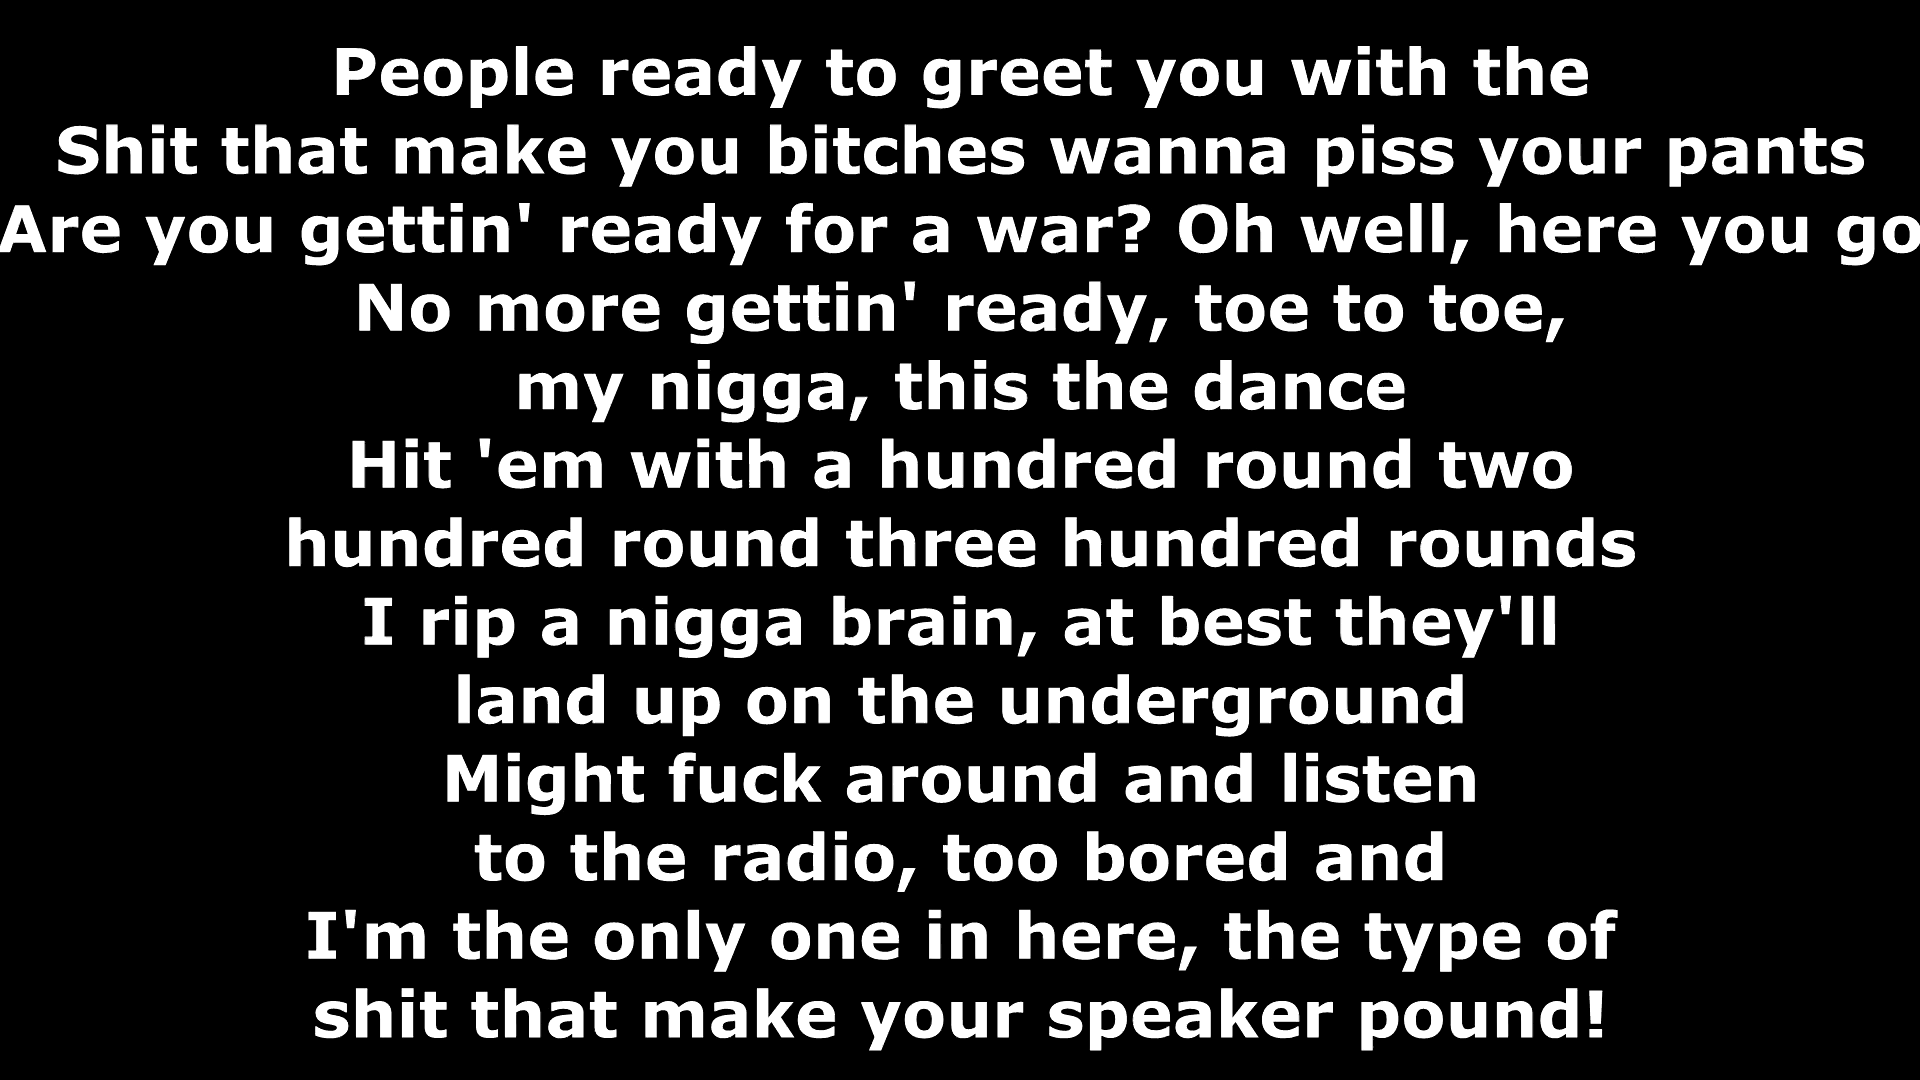 People ready to greet you with the
Shit that make you bitches wanna piss your pants
Are you gettin' ready for a war? Oh well, here you go
No more gettin' ready, toe to toe,
my nigga, this the dance
Hit 'em with a hundred round two
hundred round three hundred rounds
I rip a nigga brain, at best they'll
land up on the underground
Might fuck around and listen
to the radio, too bored and
I'm the only one in here, the type of
shit that make your speaker pound!